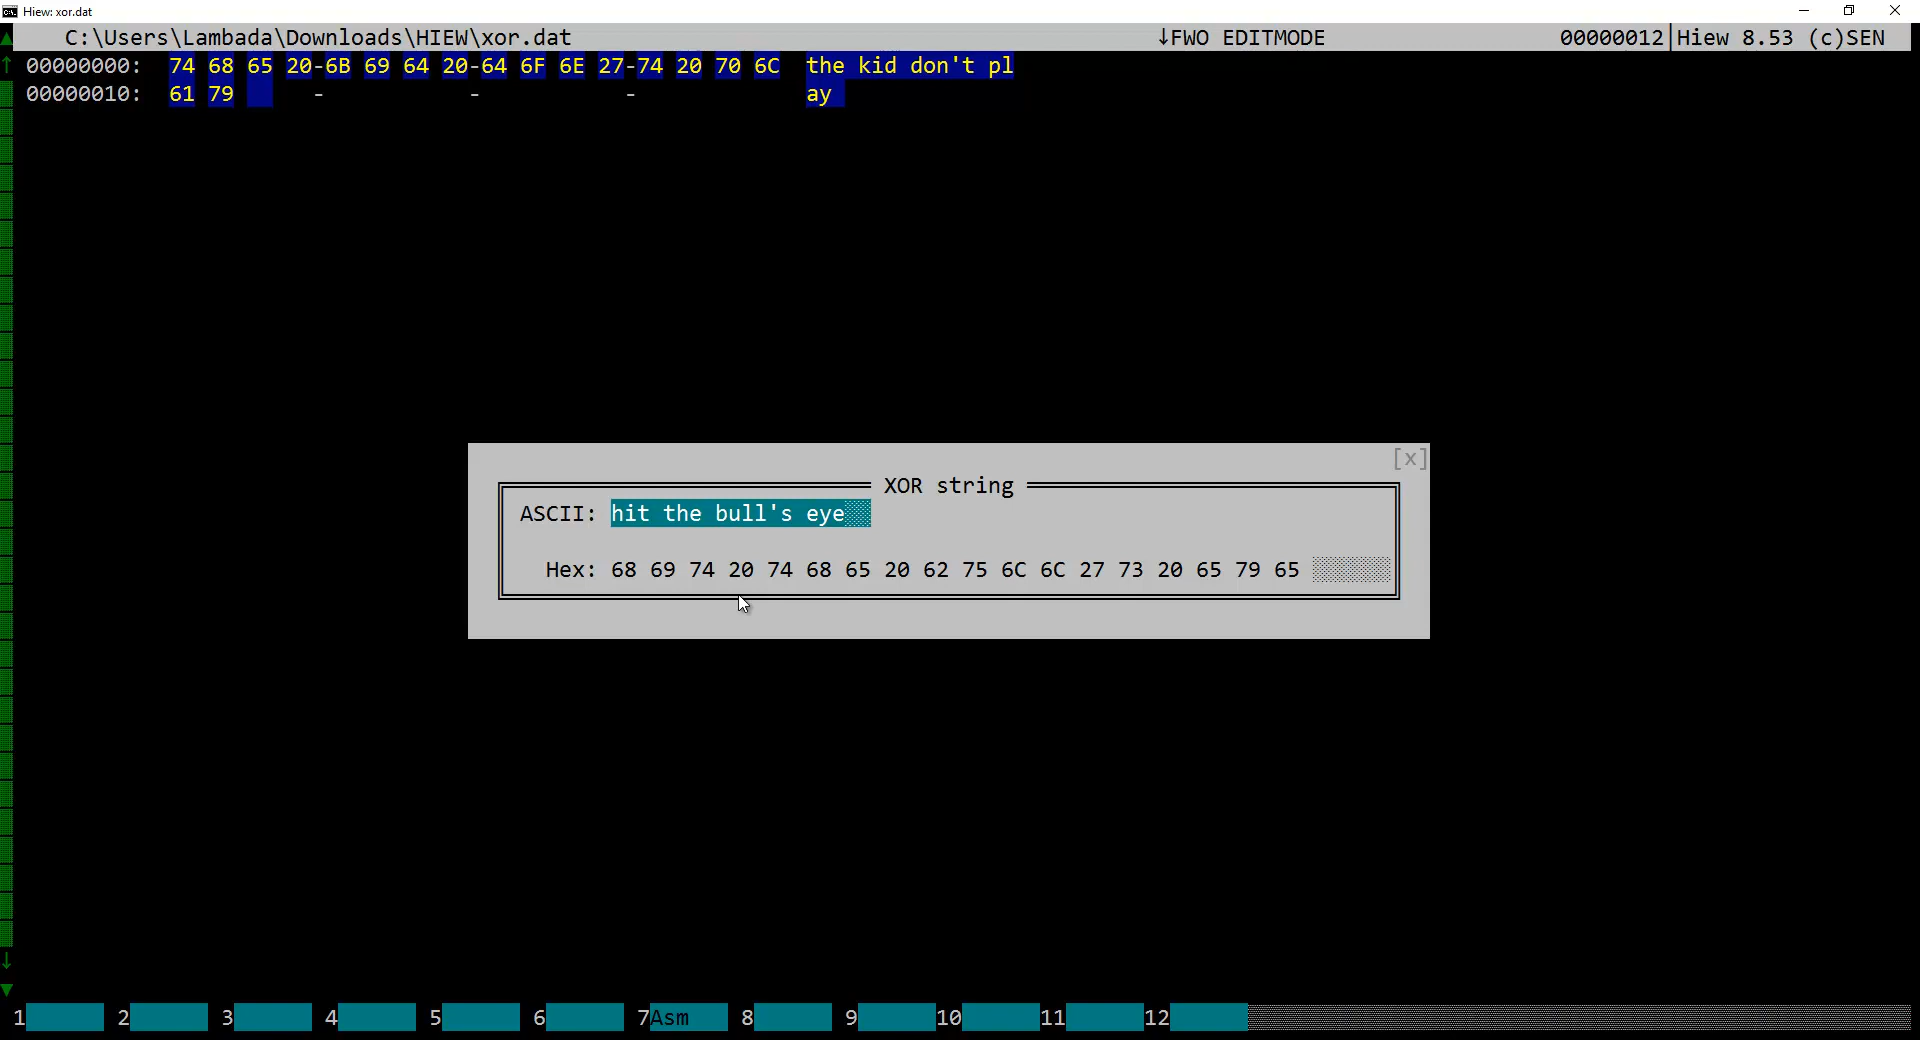 Hiew: xor.dat
C:\Users\Lambada\Downloads\HIEW\xor.dat ↓FWO EDITMODE 00000012│Hiew 8.53 (c)SEN
00000000: 74 68 65 20-6B 69 64 20-64 6F 6E 27-74 20 70 6C the kid don't pl
00000010: 61 79 - - - ay
[x]
XOR string
ASCII: hit the bull's eye
Hex: 68 69 74 20 74 68 65 20 62 75 6C 6C 27 73 20 65 79 65
1 2 3 4 5 6 7Asm 8 9 10 11 12